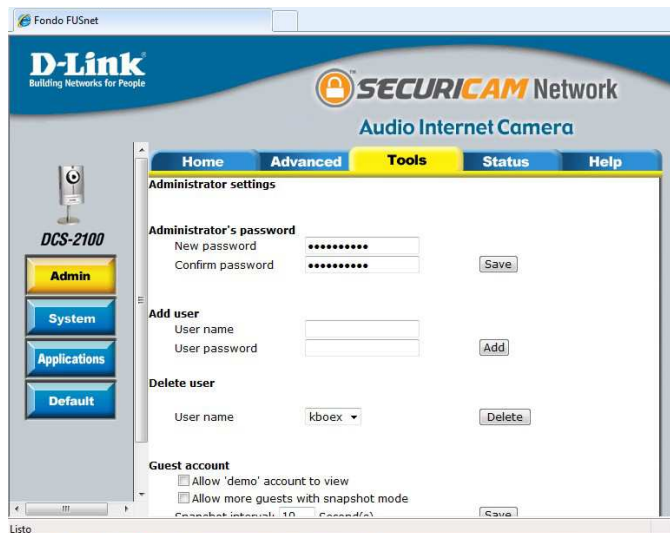 Fondo FUSnet
D-Link
Building Networks for People
SECURICAM Network
™
Audio Internet Camera
Home Advanced Tools Status Help
DCS-2100
Admin
System
Applications
Default
Administrator settings
Administrator's password
New password ••••••••••
Confirm password •••••••••• Save
Add user
User name
User password Add
Delete user
User name kboex Delete
Guest account
Allow 'demo' account to view
Allow more guests with snapshot mode
Snapshot interval: 10 Second(s) Save
Listo